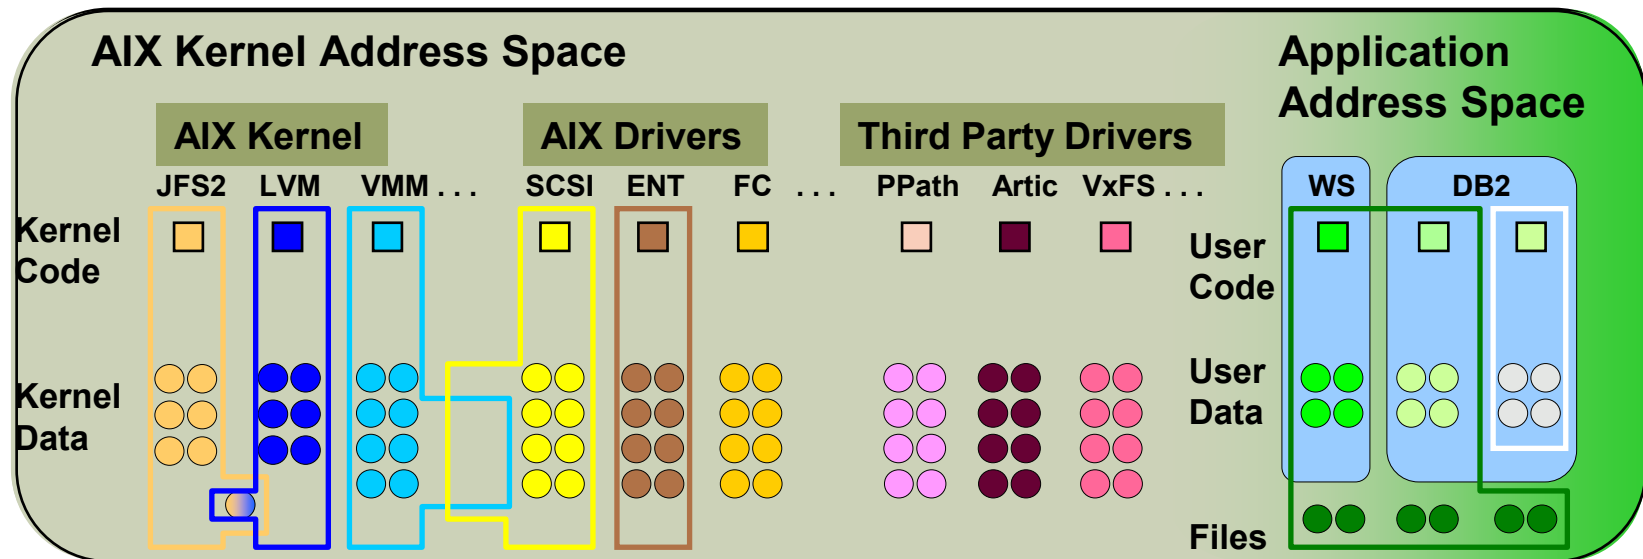 AIX Kernel Address Space
Application
Address Space
AIX Kernel
AIX Drivers
Third Party Drivers
JFS2 LVM VMM . . . SCSI ENT FC . . . PPath Artic VxFS . . .
WS DB2
Kernel
Code
User
Code
Kernel
Data
User
Data
Files